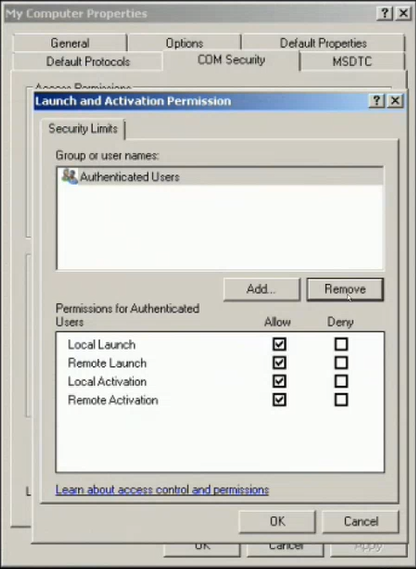 My Computer Properties
General Options Default Properties
Default Protocols COM Security MSDTC
Launch and Activation Permission
Security Limits
Group or user names:
Authenticated Users
Add... Remove
Permissions for Authenticated
Users Allow Deny
Local Launch
Remote Launch
Local Activation
Remote Activation
Learn about access control and permissions
OK Cancel
OK Cancel Apply